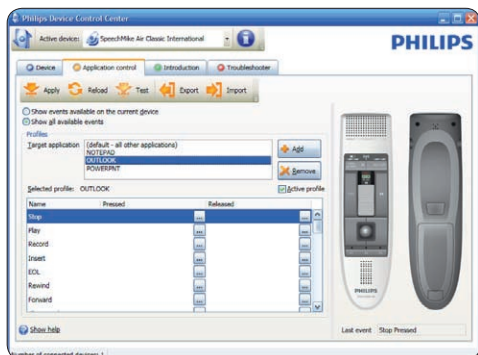 Philips Device Control Center
Active device: SpeechMike Air Classic International
PHILIPS
Device Application control Introduction Troubleshooter
Apply Reload Test Export Import
Show events available on the current device
Show all available events
Profiles
Target application (default - all other applications)
NOTEPAD
OUTLOOK
POWERPNT
Add
Remove
Selected profile: OUTLOOK Active profile
Name Pressed Released
Stop ... ...
Play ... ...
Record ... ...
Insert ... ...
EOL ... ...
Rewind ... ...
Forward ... ...
PHILIPS
Show help
Last event Stop Pressed
Number of connected devices: 1